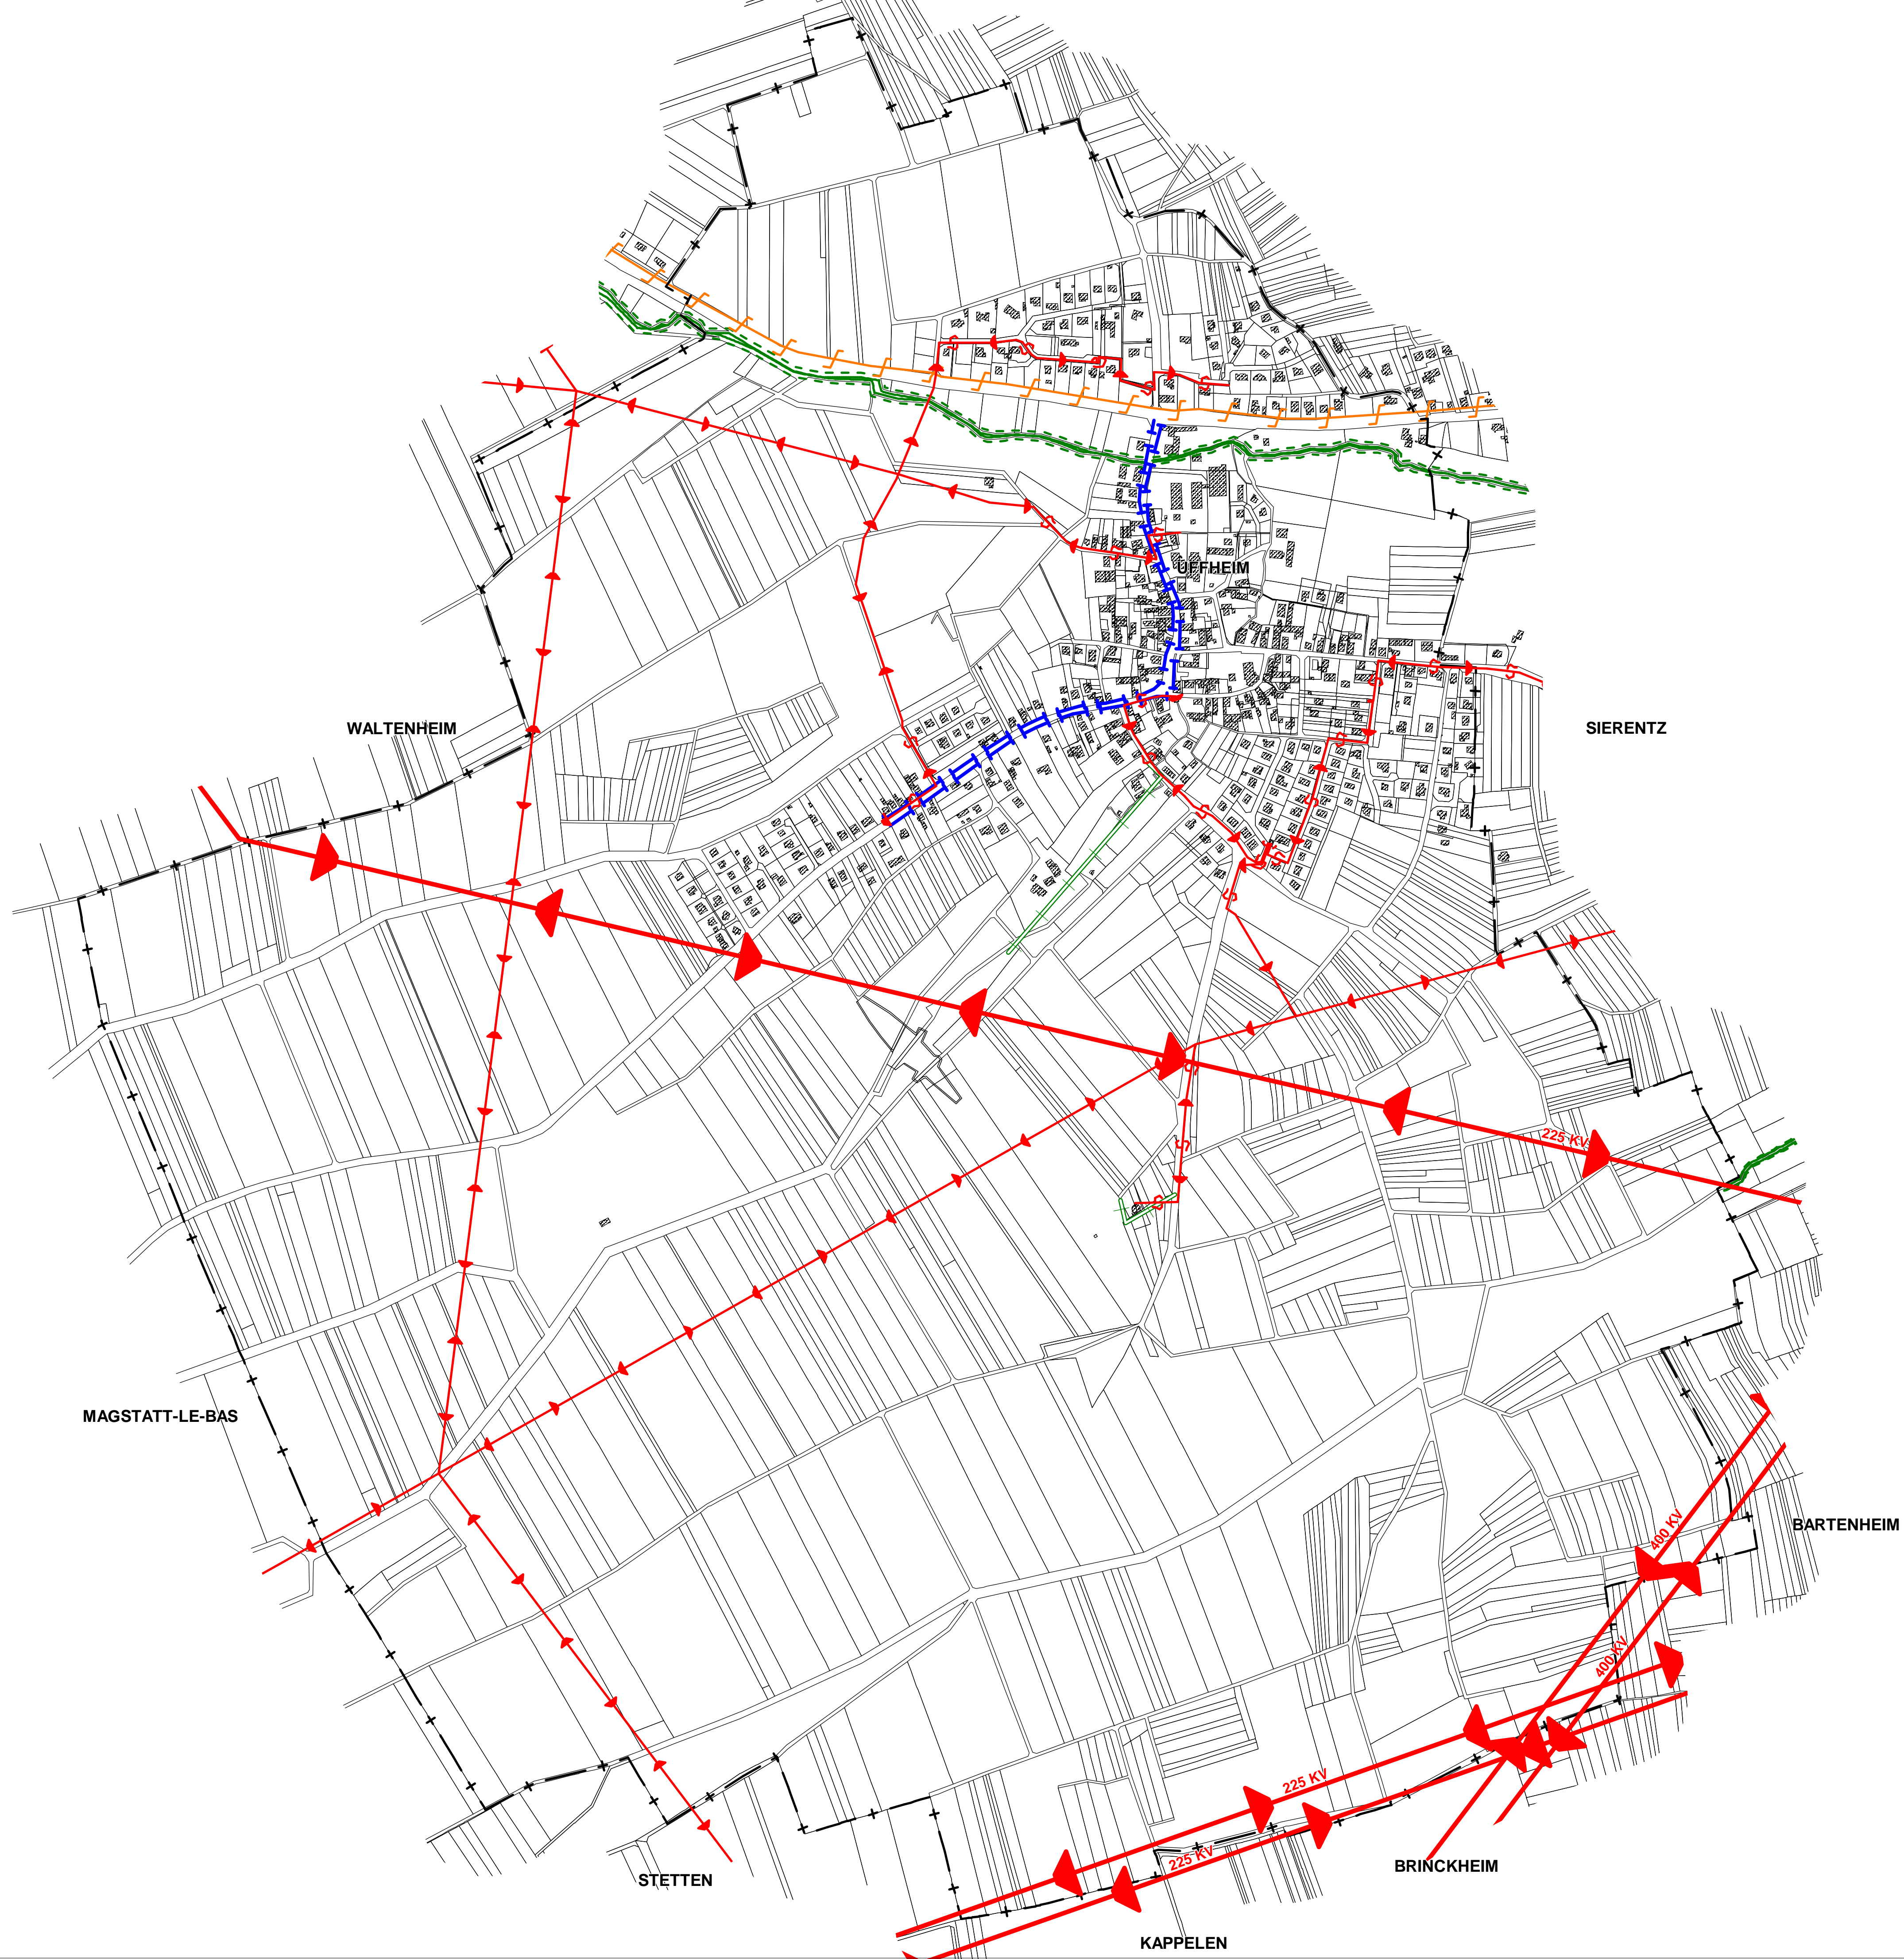 UFFHEIM
WALTENHEIM
SIERENTZ
225 KV
MAGSTATT-LE-BAS
400 KV
BARTENHEIM
400 KV
225 KV
225 KV
BRINCKHEIM
STETTEN
KAPPELEN